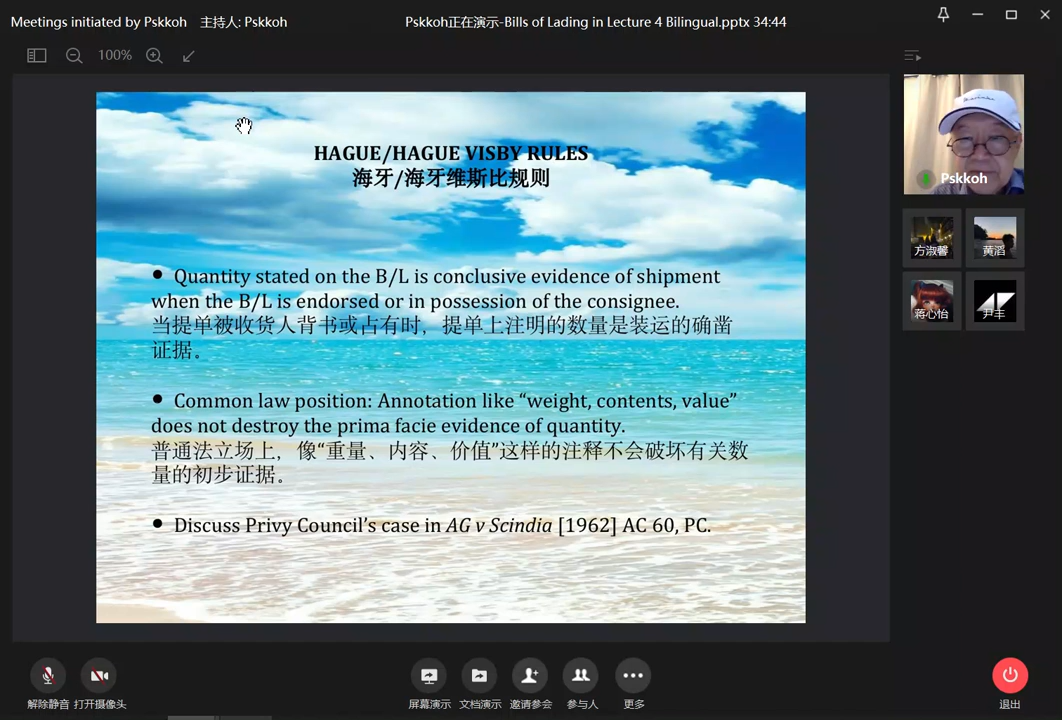 Meetings initiated by Pskkoh 主持人: Pskkoh
Pskkoh正在演示-Bills of Lading in Lecture 4 Bilingual.pptx 34:44
100%
HAGUE/HAGUE VISBY RULES
海牙/海牙维斯比规则
• Quantity stated on the B/L is conclusive evidence of shipment
when the B/L is endorsed or in possession of the consignee.
当提单被收货人背书或占有时，提单上注明的数量是装运的确凿
证据。
• Common law position: Annotation like “weight, contents, value”
does not destroy the prima facie evidence of quantity.
普通法立场上，像“重量、内容、价值”这样的注释不会破坏有关数
量的初步证据。
• Discuss Privy Council’s case in AG v Scindia [1962] AC 60, PC.
Pskkoh
方淑馨
黄滔
蒋心怡
尹丰
解除静音 打开摄像头
屏幕演示 文档演示 邀请参会 参与人 更多
退出